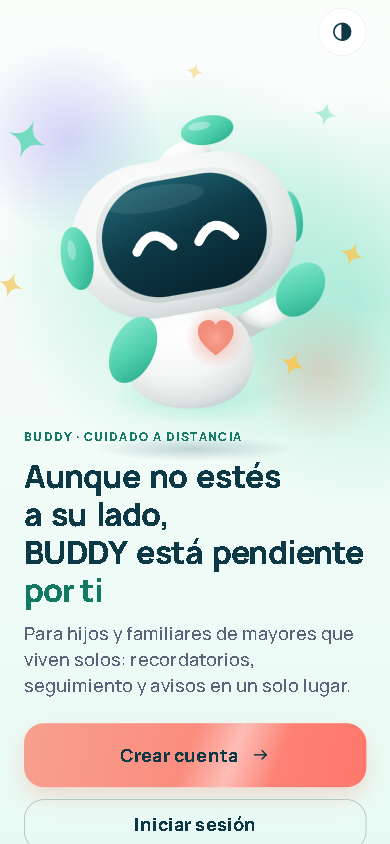 BUDDY · CUIDADO A DISTANCIA
Aunque no estés
a su lado,
BUDDY está pendiente
por ti
Para hijos y familiares de mayores que
viven solos: recordatorios,
seguimiento y avisos en un solo lugar.
Crear cuenta →
Iniciar sesión